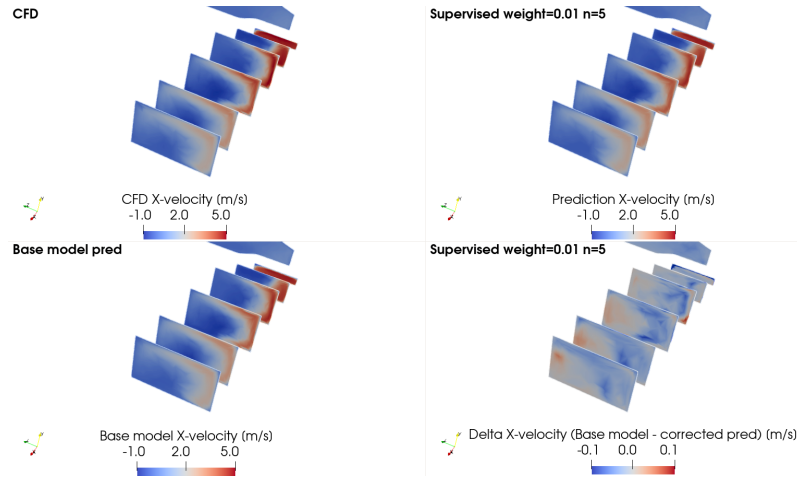 CFD
Supervised weight=0.01 n=5
CFD X-velocity (m/s)
-1.0 2.0 5.0
Prediction X-velocity (m/s)
-1.0 2.0 5.0
Base model pred
Supervised weight=0.01 n=5
Base model X-velocity (m/s)
-1.0 2.0 5.0
Delta X-velocity (Base model - corrected pred) (m/s)
-0.1 0.0 0.1